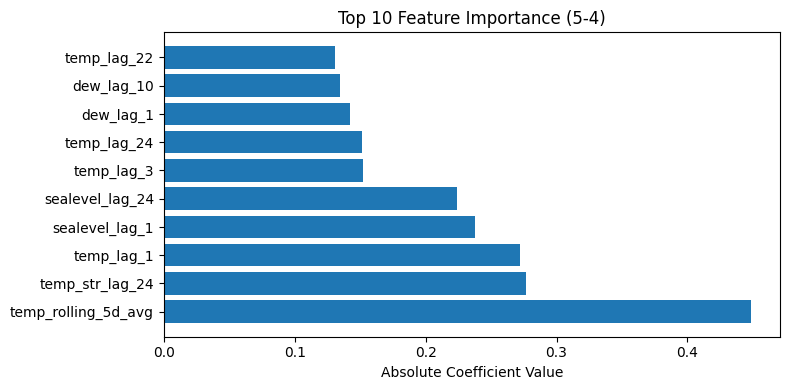 Top 10 Feature Importance (5-4)
temp_lag_22
dew_lag_10
dew_lag_1
temp_lag_24
temp_lag_3
sealevel_lag_24
sealevel_lag_1
temp_lag_1
temp_str_lag_24
temp_rolling_5d_avg
0.0 0.1 0.2 0.3 0.4
Absolute Coefficient Value